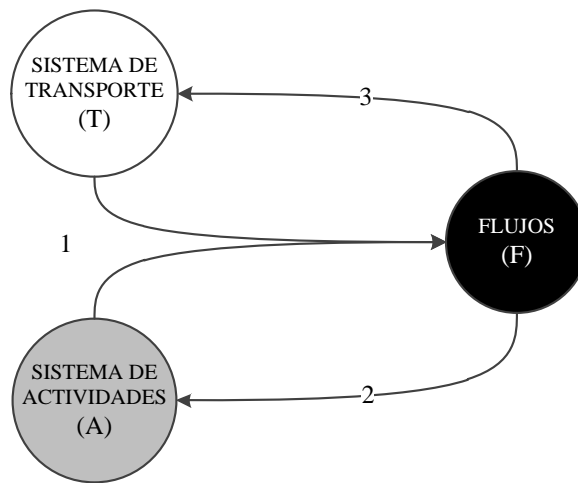 SISTEMA DE
TRANSPORTE
(T)
3
FLUJOS
(F)
1
SISTEMA DE
ACTIVIDADES
(A)
2